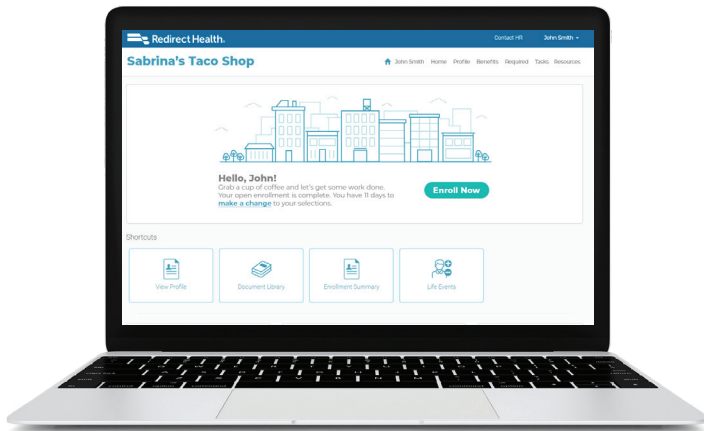 Redirect Health.
Contact HR
John Smith
Sabrina's Taco Shop
John Smith Home Profile Benefits Required Tasks Resources
Hello, John!
Grab a cup of coffee and let's get some work done.
Your open enrollment is complete. You have 11 days to
make a change to your selections.
Enroll Now
Shortcuts
View Profile
Document Library
Enrollment Summary
Life Events